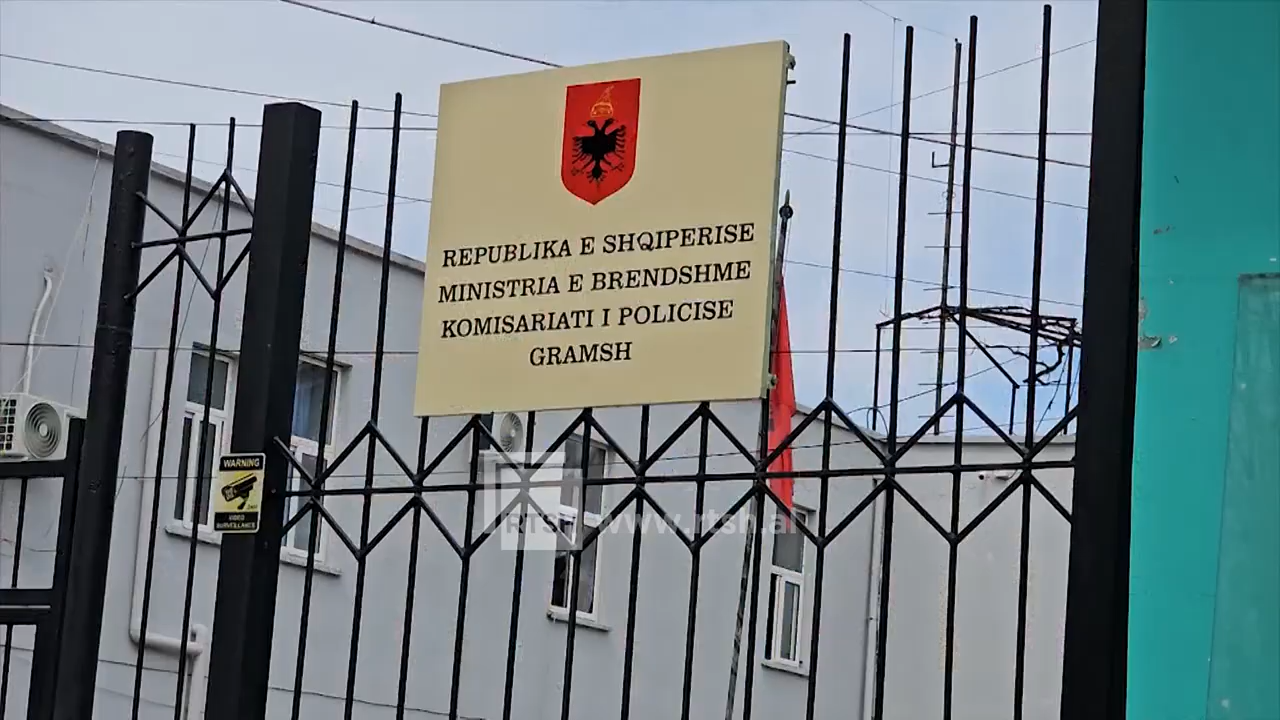 REPUBLIKA E SHQIPERISE
MINISTRIA E BRENDSHME
KOMISARIATI I POLICISE
GRAMSH
WARNING
VIDEO
SURVEILLANCE
RTSH www.rtsh.al